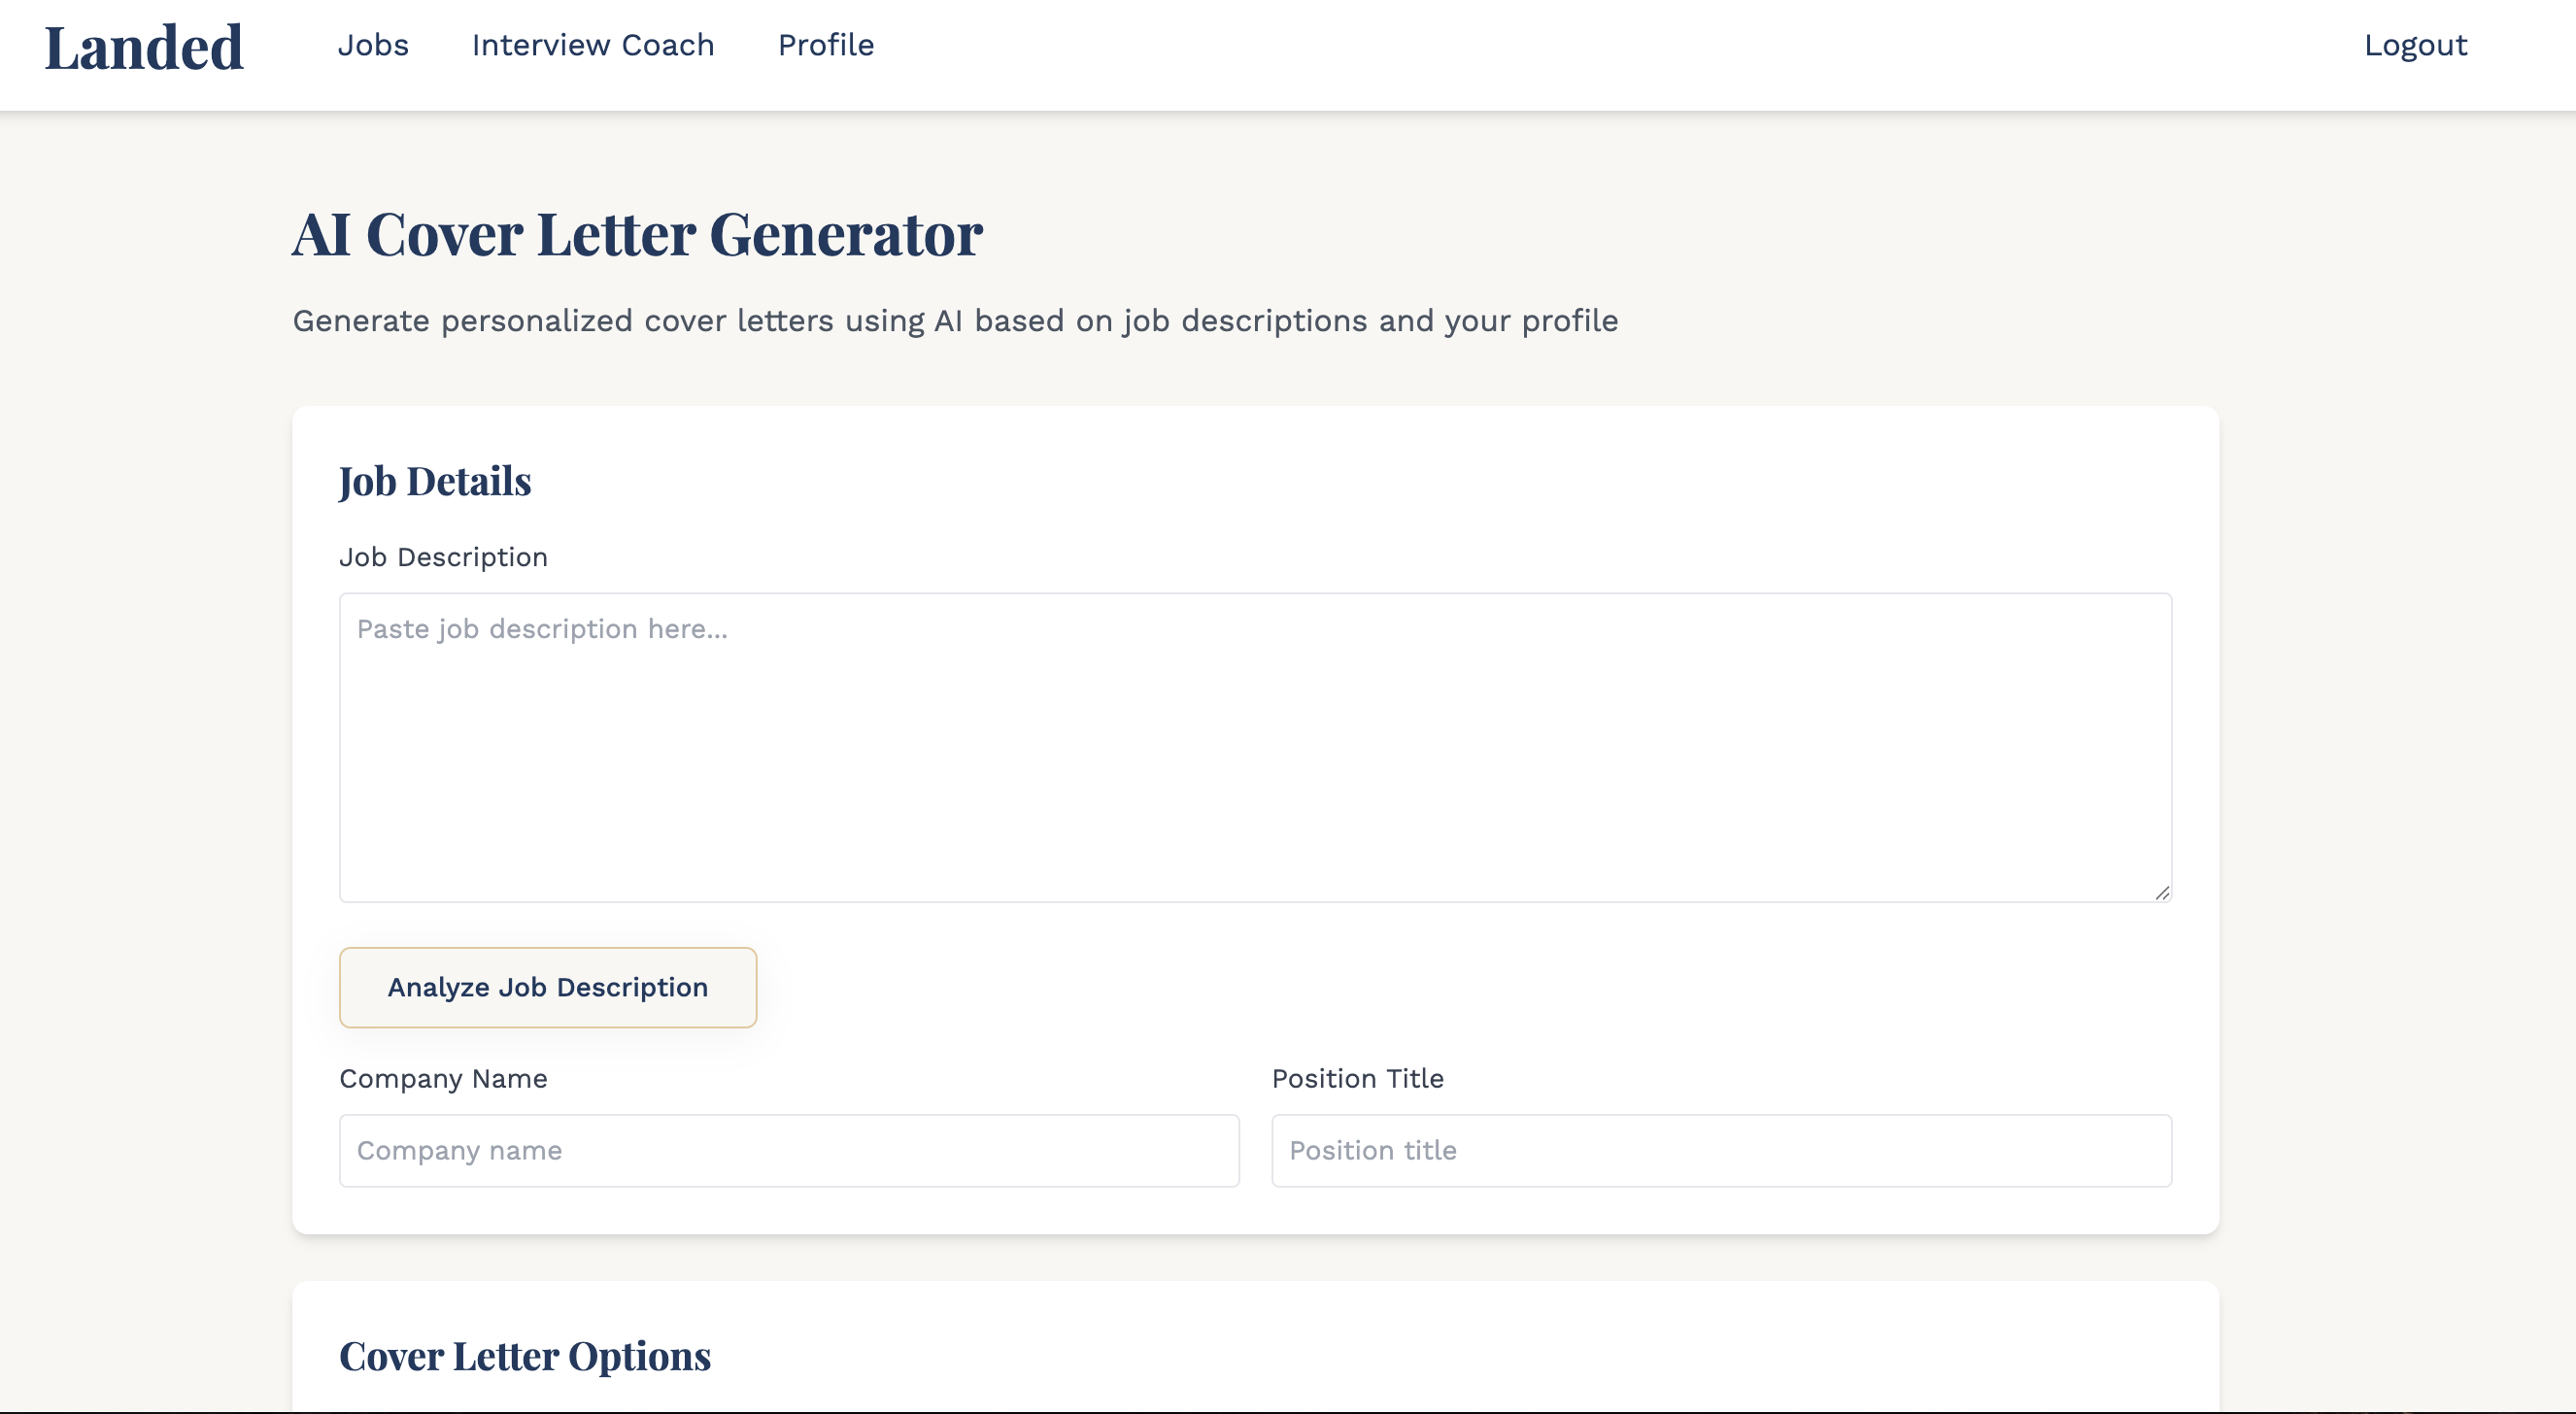 Landed Jobs Interview Coach Profile Logout
AI Cover Letter Generator
Generate personalized cover letters using AI based on job descriptions and your profile
Job Details
Job Description
Paste job description here...
Analyze Job Description
Company Name Position Title
Company name Position title
Cover Letter Options